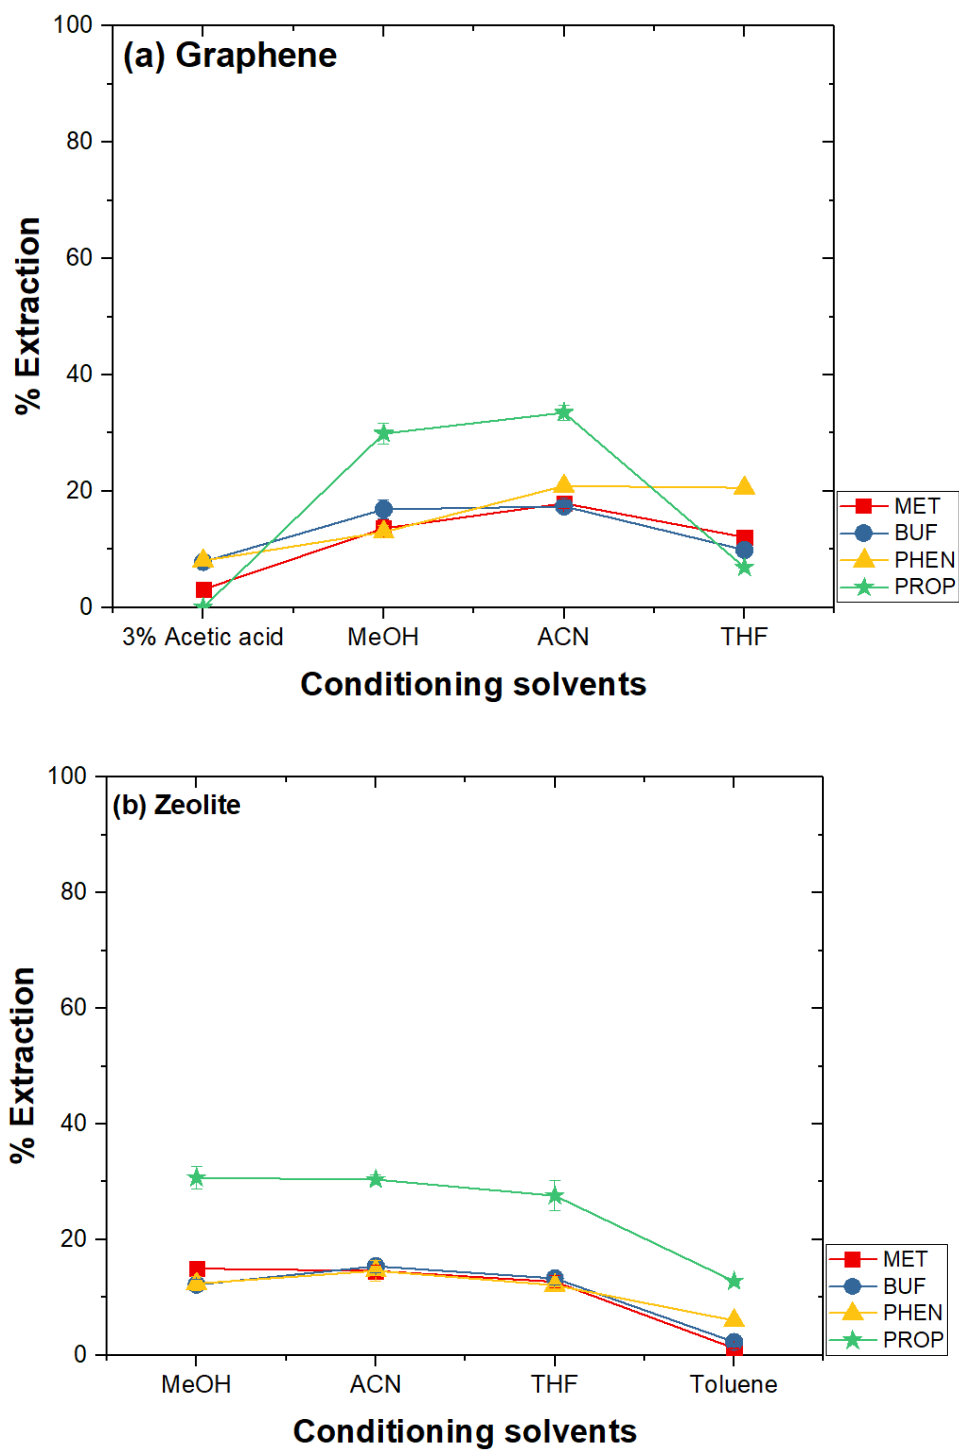 (a) Graphene
100
80
60
40
20
0
% Extraction
3% Acetic acid MeOH ACN THF
Conditioning solvents
MET
BUF
PHEN
PROP
(b) Zeolite
100
80
60
40
20
0
% Extraction
MeOH ACN THF Toluene
Conditioning solvents
MET
BUF
PHEN
PROP